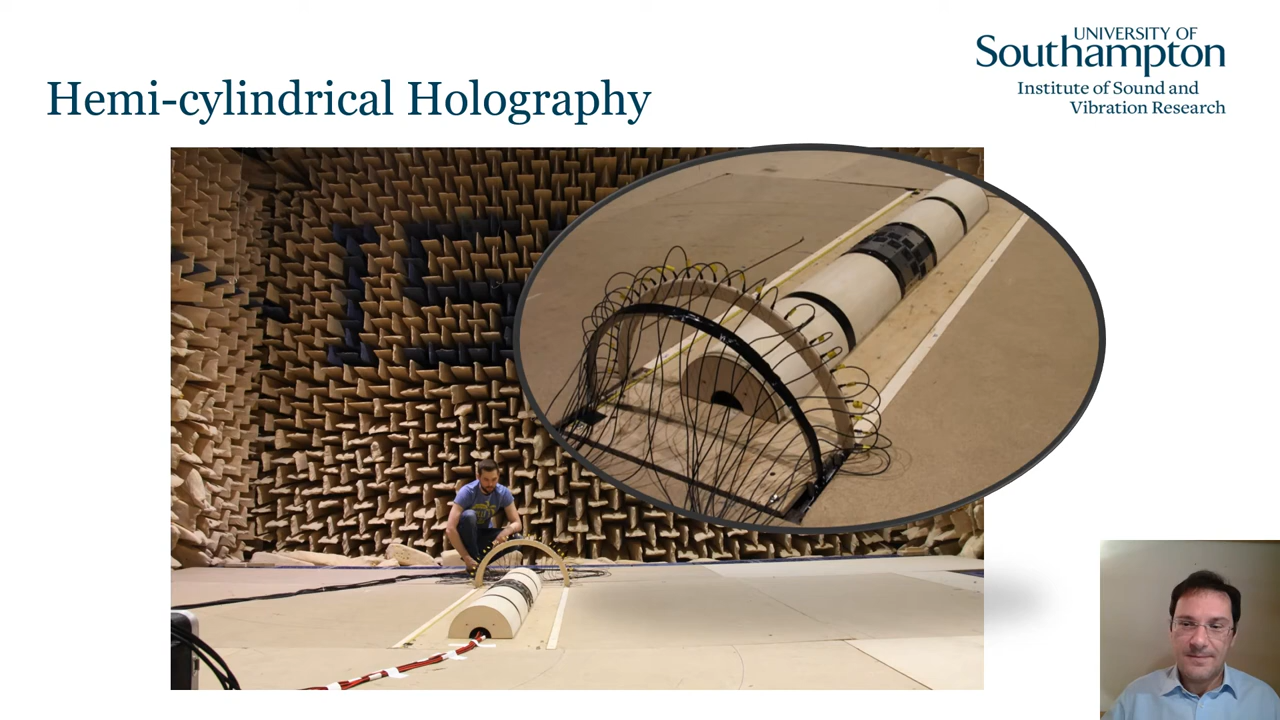 UNIVERSITY OF
Southampton
Institute of Sound and
Vibration Research
Hemi-cylindrical Holography